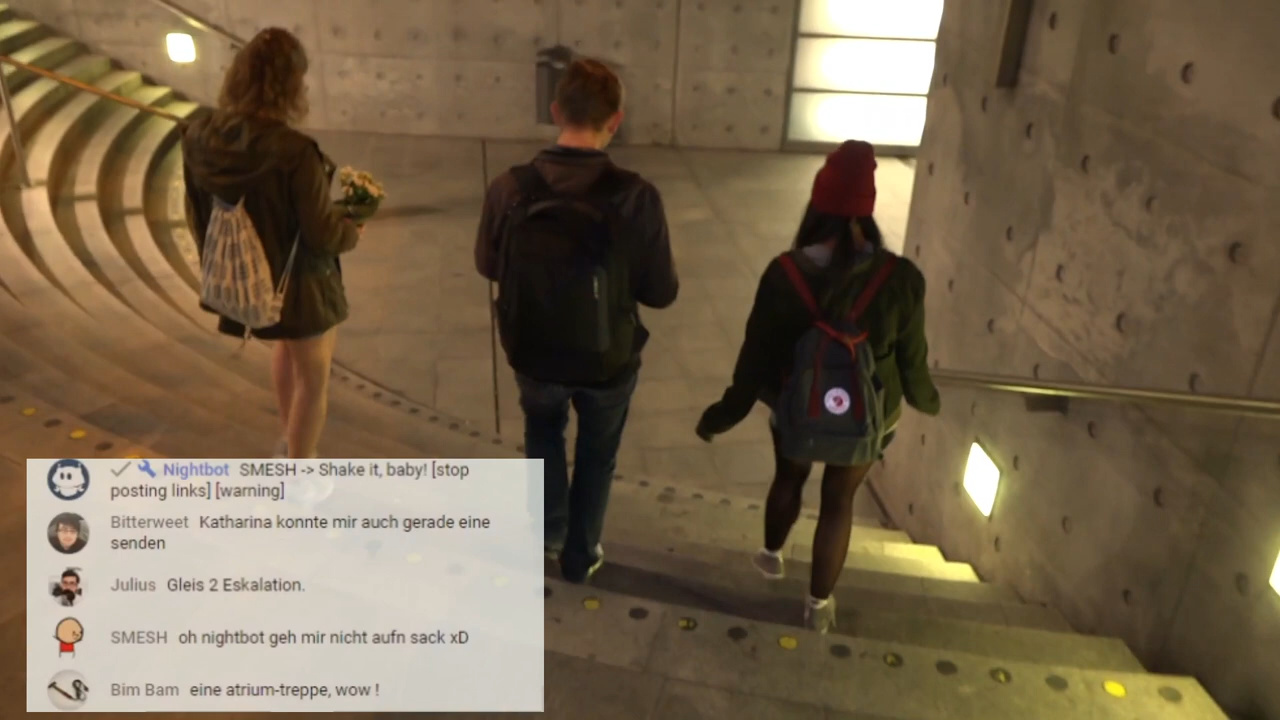 Nightbot SMESH -> Shake it, baby! [stop
posting links] [warning]
Bitterweet Katharina konnte mir auch gerade eine
senden
Julius Gleis 2 Eskalation.
SMESH oh nightbot geh mir nicht aufn sack xD
Bim Bam eine atrium-treppe, wow !